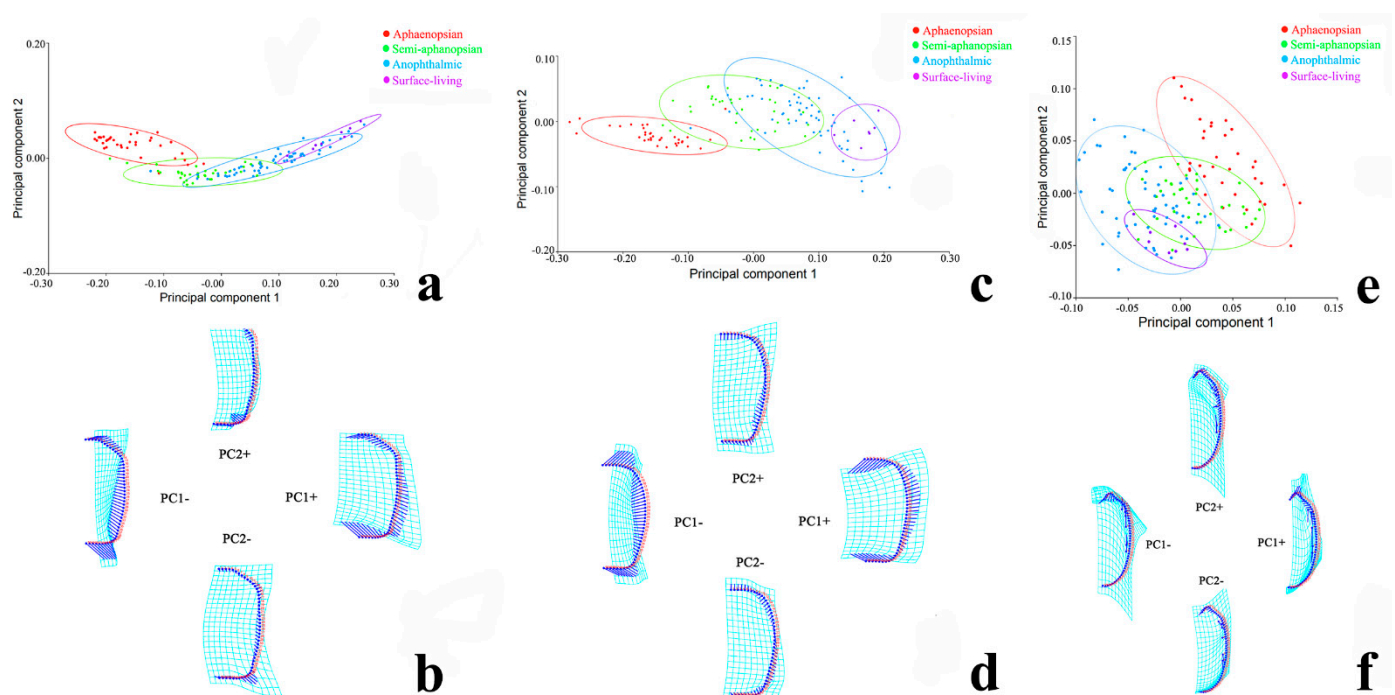 0.20
0.00
-0.20
Principal component 2
Aphaenopsian
Semi-aphanopsian
Anophthalmic
Surface-living
-0.30 -0.20 -0.10 -0.00 0.10 0.20 0.30
Principal component 1
a
0.10
0.00
-0.10
-0.20
Principal component 2
Aphaenopsian
Semi-aphanopsian
Anophthalmic
Surface-living
-0.30 -0.20 -0.10 0.00 0.10 0.20 0.30
Principal component 1
c
0.15
0.10
0.05
0.00
-0.05
-0.10
Principal component 2
Aphaenopsian
Semi-aphanopsian
Anophthalmic
Surface-living
-0.10 -0.05 0.00 0.05 0.10 0.15
Principal component 1
e
PC2+
PC1- PC1+
PC2-
b
PC2+
PC1- PC1+
PC2-
d
PC2+
PC1- PC1+
PC2-
f